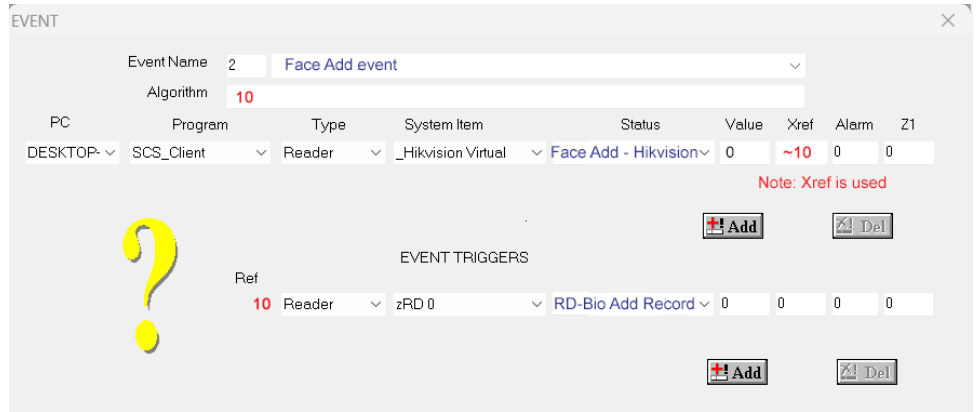 EVENT
Event Name 2 Face Add event
Algorithm 10
PC Program Type System Item Status Value Xref Alarm Z1
DESKTOP- SCS_Client Reader _Hikvision Virtual Face Add - Hikvision 0 ~10 0 0
Note: Xref is used
Add Del
EVENT TRIGGERS
Ref
10 Reader zRD 0 RD-Bio Add Record 0 0 0 0
Add Del